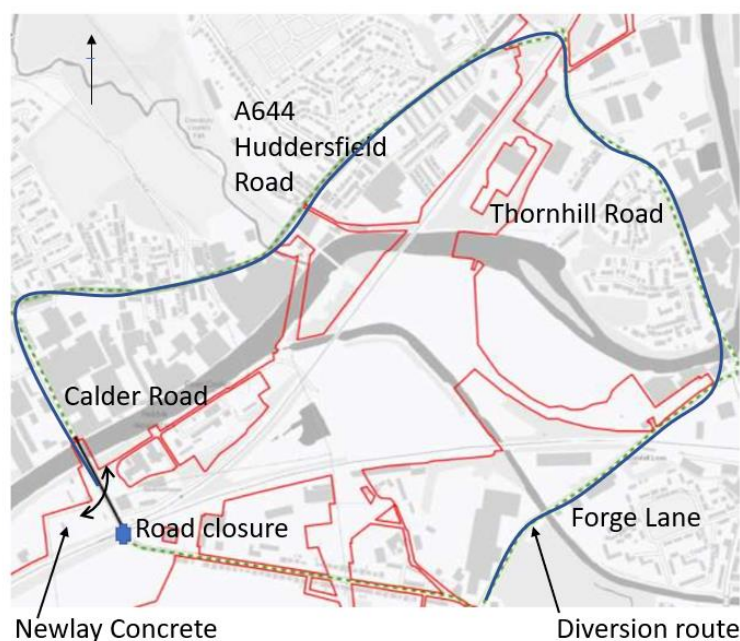 A644
Huddersfield
Road
Thornhill Road
Calder Road
Road closure
Forge Lane
Newlay Concrete
Diversion route